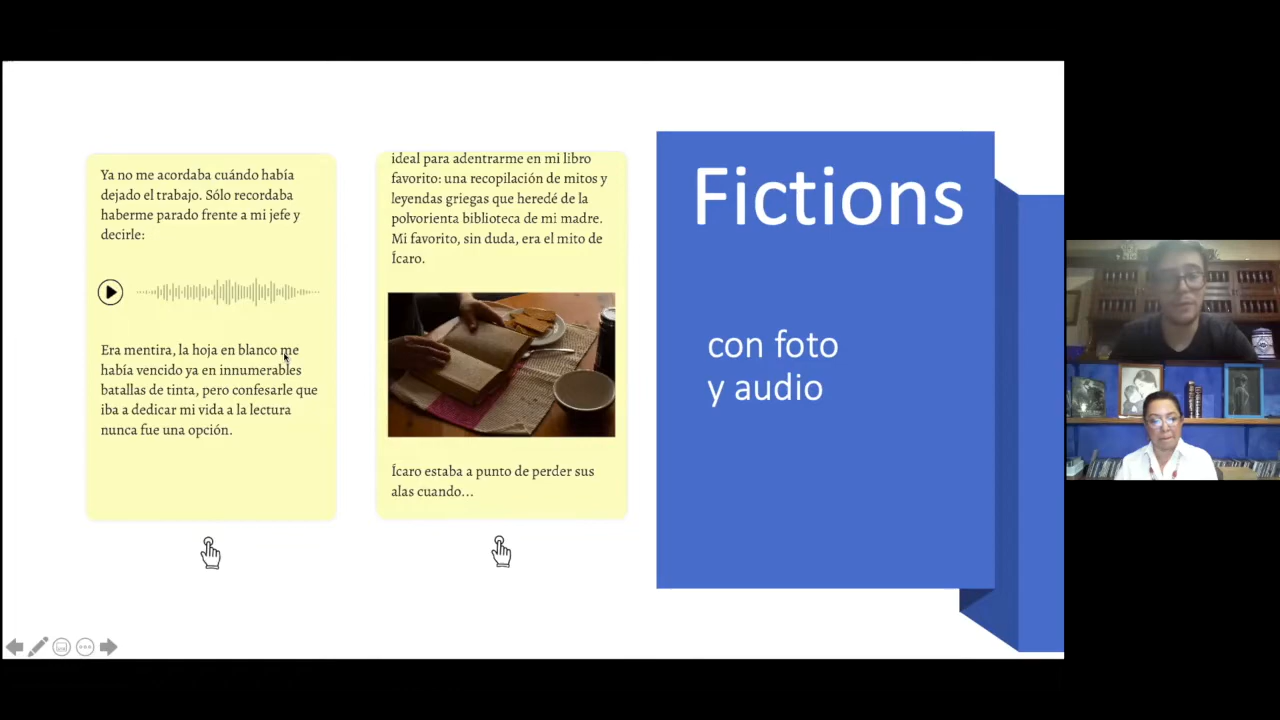 Ya no me acordaba cuándo había
dejado el trabajo. Sólo recordaba
haberme parado frente a mi jefe y
decirle:
Era mentira, la hoja en blanco me
había vencido ya en innumerables
batallas de tinta, pero confesarle que
iba a dedicar mi vida a la lectura
nunca fue una opción.
ideal para adentrarme en mi libro
favorito: una recopilación de mitos y
leyendas griegas que heredé de la
polvorienta biblioteca de mi madre.
Mi favorito, sin duda, era el mito de
Ícaro.
Ícaro estaba a punto de perder sus
alas cuando...
Fictions
con foto
y audio